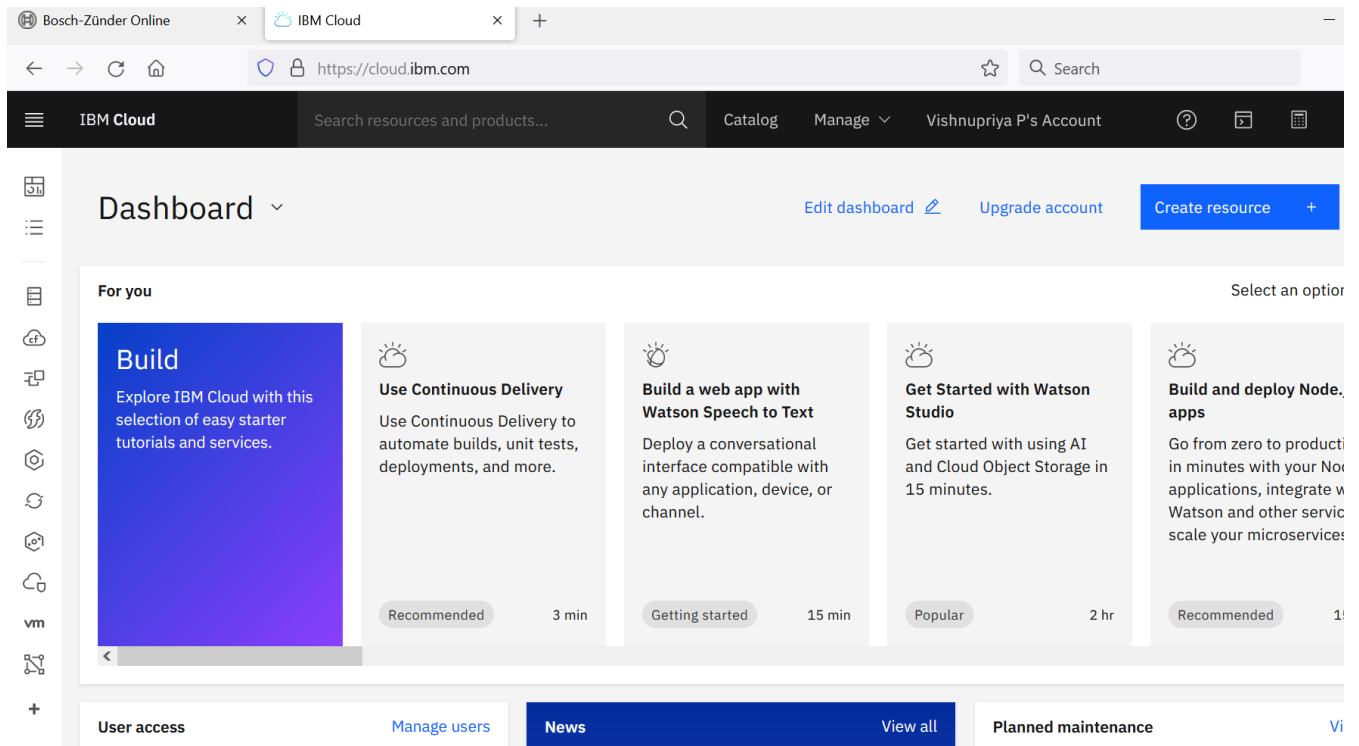 Bosch-Zünder Online
IBM Cloud
https://cloud.ibm.com
Search
IBM Cloud
Search resources and products...
Catalog
Manage
Vishnupriya P's Account
Dashboard
Edit dashboard
Upgrade account
Create resource +
For you
Select an option
Build
Explore IBM Cloud with this
selection of easy starter
tutorials and services.
Use Continuous Delivery
Use Continuous Delivery to
automate builds, unit tests,
deployments, and more.
Recommended
3 min
Build a web app with
Watson Speech to Text
Deploy a conversational
interface compatible with
any application, device, or
channel.
Getting started
15 min
Get Started with Watson
Studio
Get started with using AI
and Cloud Object Storage in
15 minutes.
Popular
2 hr
Build and deploy Node.
apps
Go from zero to producti
in minutes with your No
applications, integrate
Watson and other servic
scale your microservices
Recommended
cf
vm
User access
Manage users
News
View all
Planned maintenance